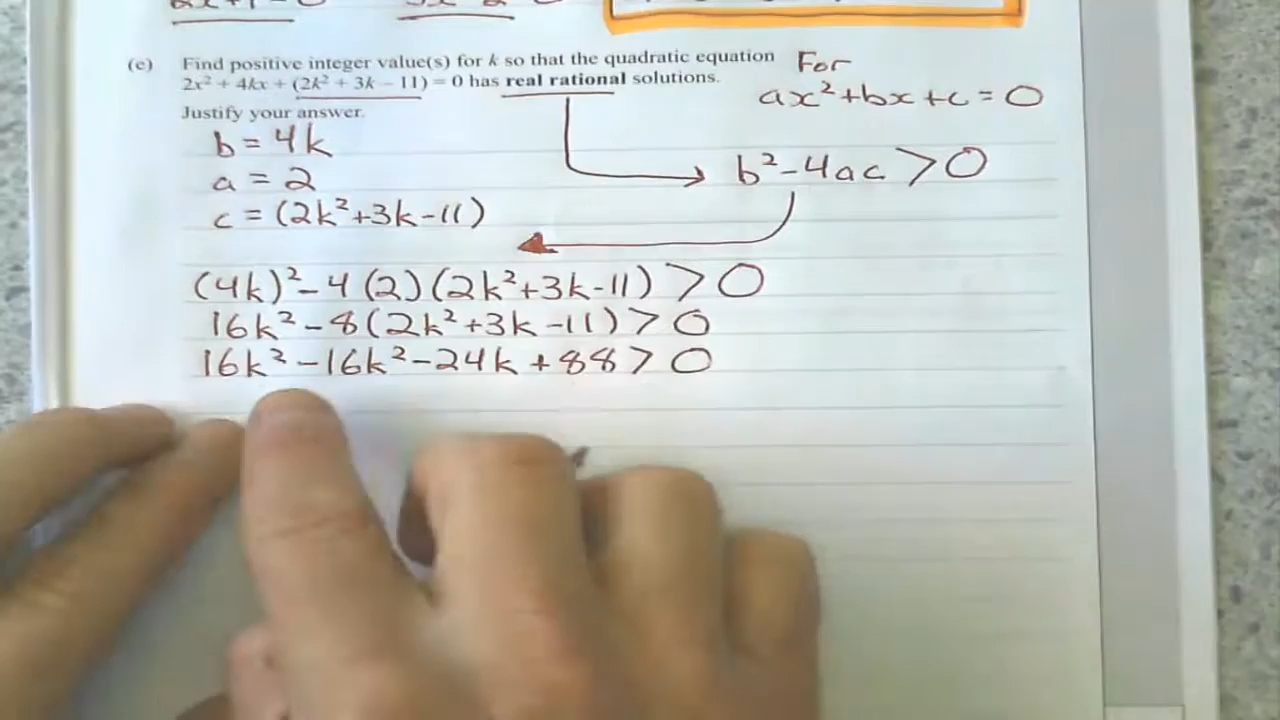 (e) Find positive integer value(s) for k so that the quadratic equation
2x² + 4kx + (2k² + 3k – 11) = 0 has real rational solutions.
Justify your answer.
For
ax²+bx+c=0
b = 4k
a = 2
c = (2k²+3k-11)
b²-4ac > 0
(4k)²-4(2)(2k²+3k-11) > 0
16k²-8(2k²+3k-11) > 0
16k²-16k²-24k+88 > 0